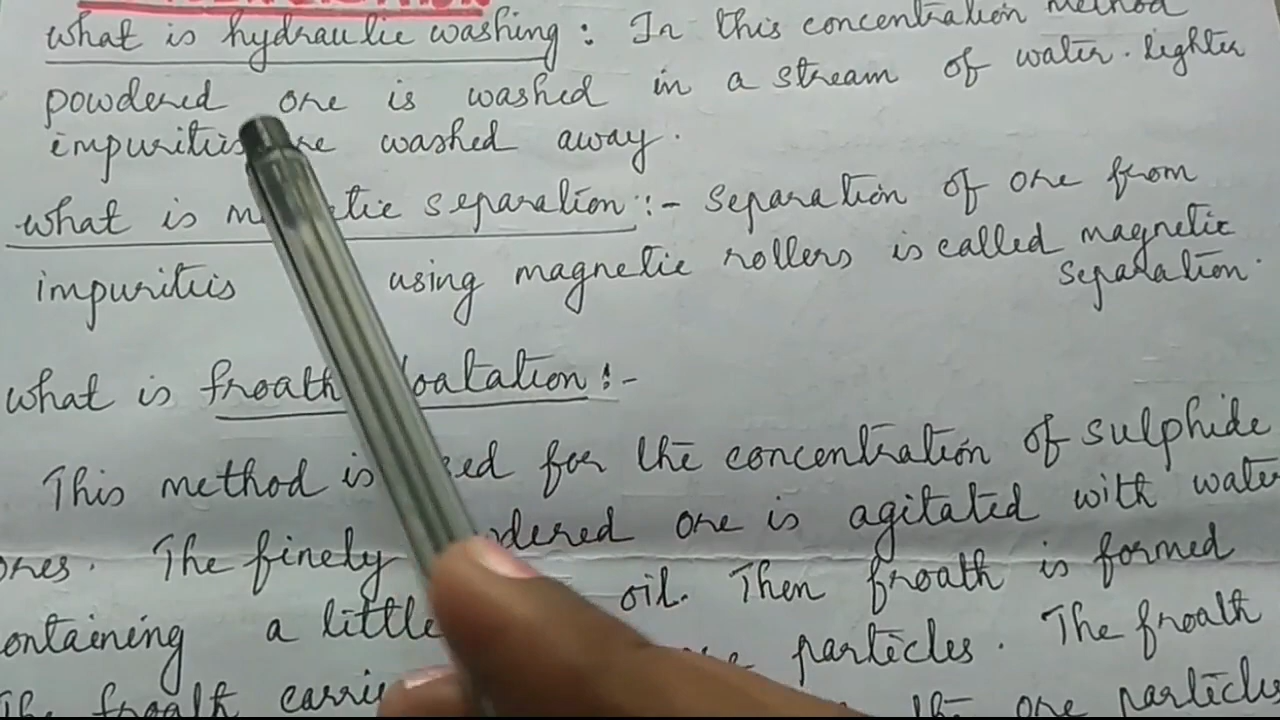 what is hydraulic washing : In this concentration method
powdered ore is washed in a stream of water. lighter
impurities are washed away.
what is magnetic separation :- separation of ore from
impurities using magnetic rollers is called magnetic
separation.
what is froath floatation :-
This method is used for the concentration of sulphide
ores. The finely powdered ore is agitated with water
containing a little oil. Then froath is formed
particles. The froath
The froath the ore particles